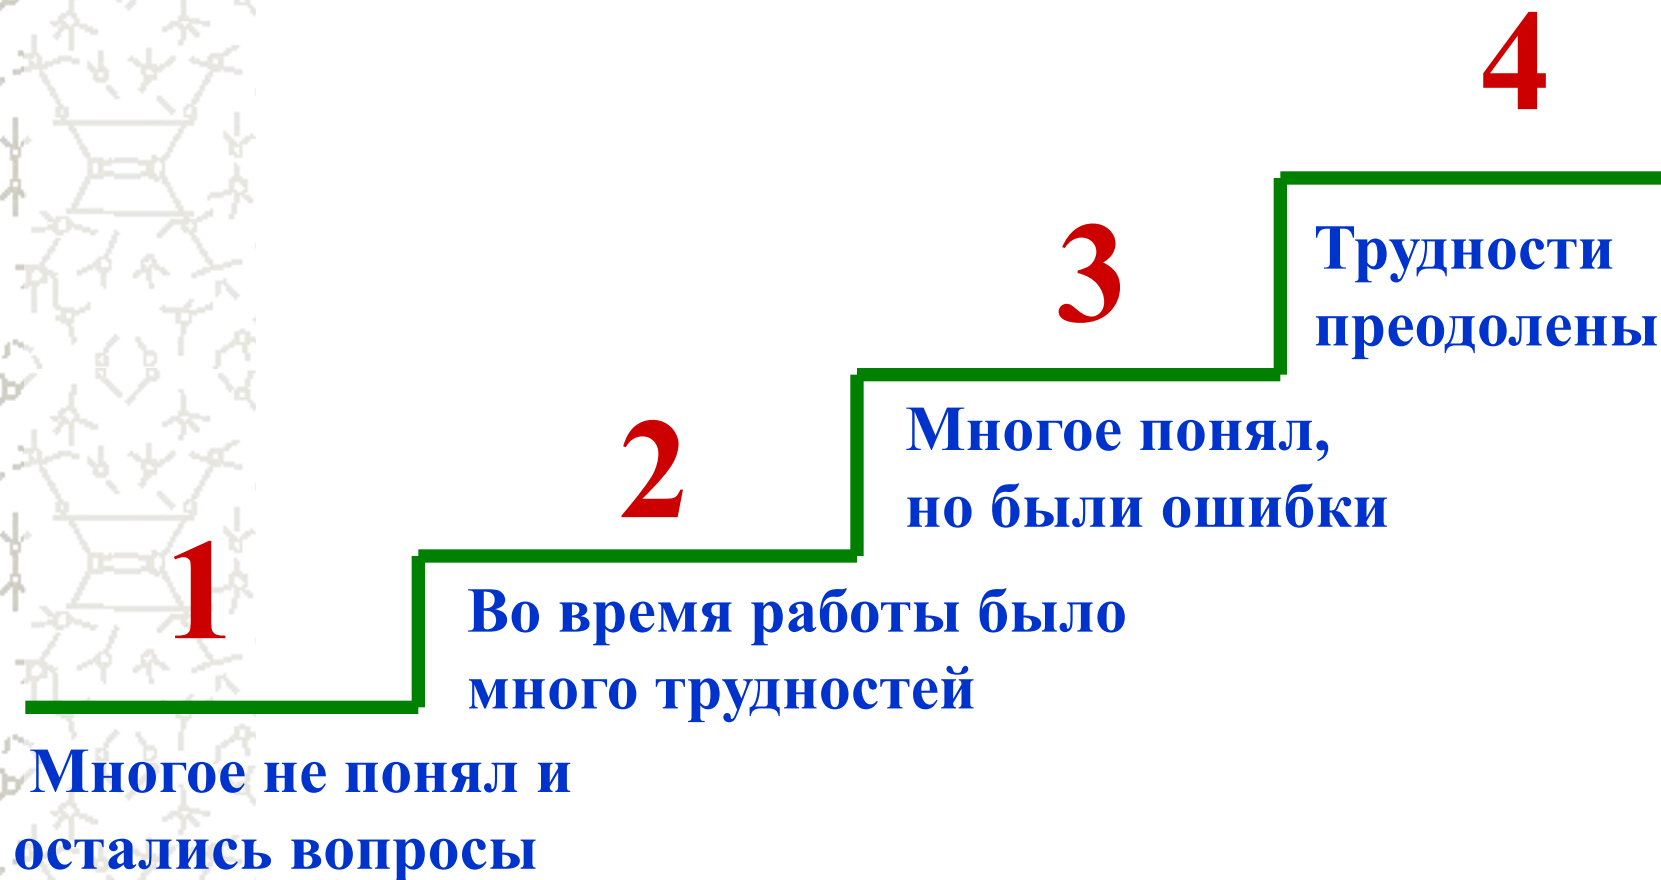 4
Трудности
преодолены
3
Многое понял,
но были ошибки
2
Во время работы было
много трудностей
1
Многое не понял и
остались вопросы